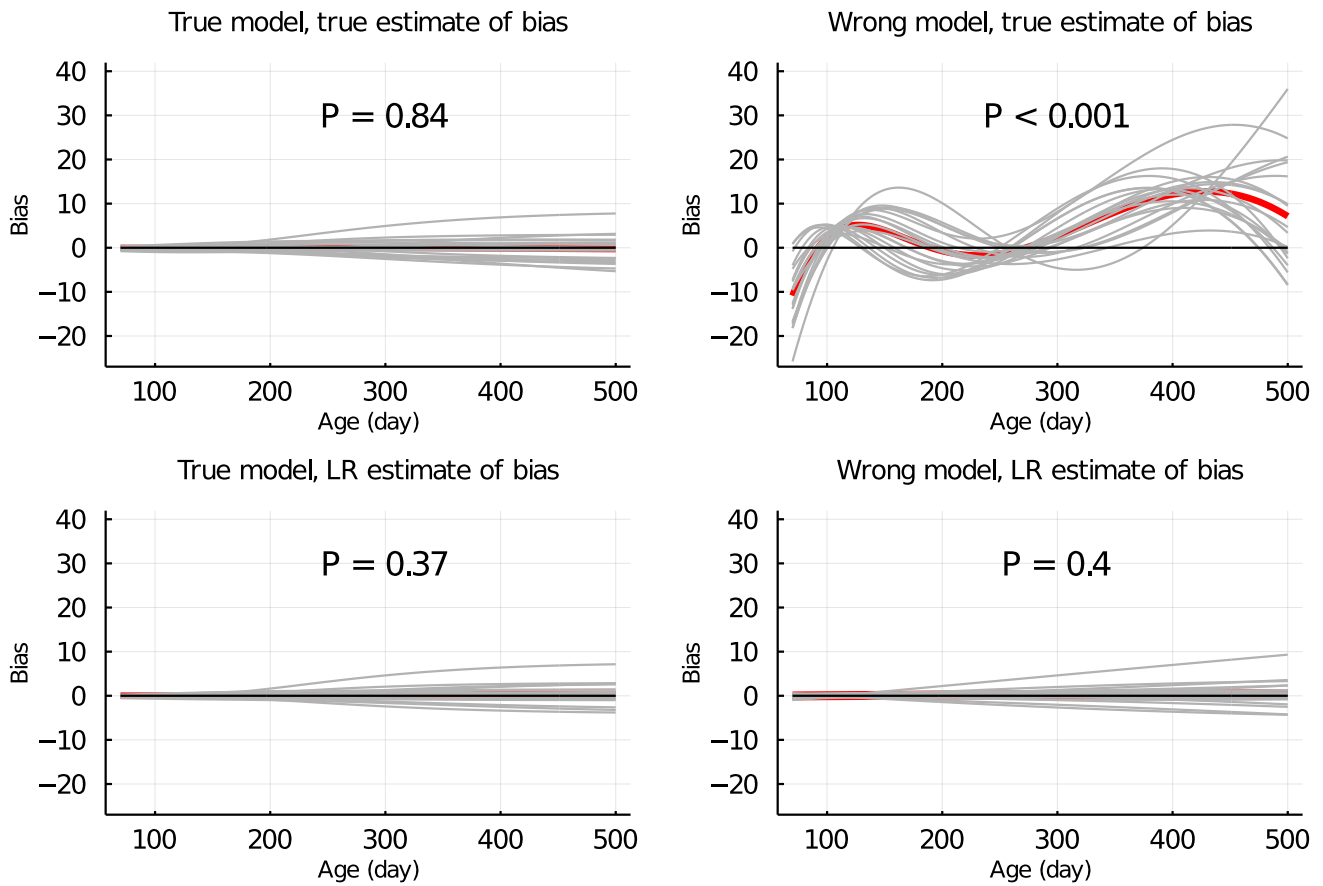 True model, true estimate of bias
40
30
20
10
0
−10
−20
Bias
P = 0.84
100 200 300 400 500
Age (day)
Wrong model, true estimate of bias
40
30
20
10
0
−10
−20
Bias
P < 0.001
100 200 300 400 500
Age (day)
True model, LR estimate of bias
40
30
20
10
0
−10
−20
Bias
P = 0.37
100 200 300 400 500
Age (day)
Wrong model, LR estimate of bias
40
30
20
10
0
−10
−20
Bias
P = 0.4
100 200 300 400 500
Age (day)